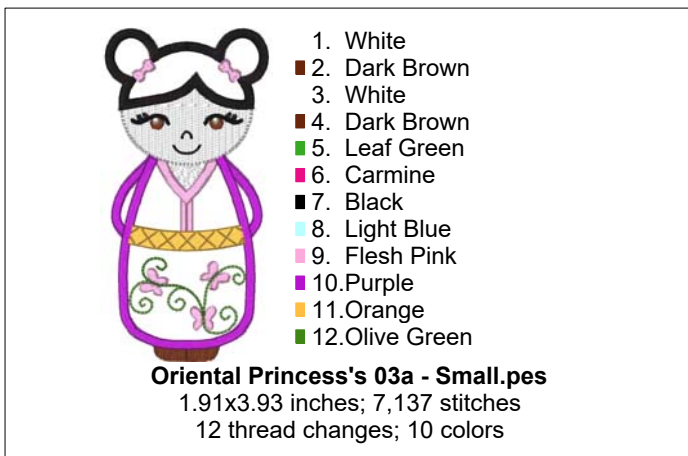 1. White
2. Dark Brown
3. White
4. Dark Brown
5. Leaf Green
6. Carmine
7. Black
8. Light Blue
9. Flesh Pink
10.Purple
11.Orange
12.Olive Green
Oriental Princess's 03a - Small.pes
1.91x3.93 inches; 7,137 stitches
12 thread changes; 10 colors